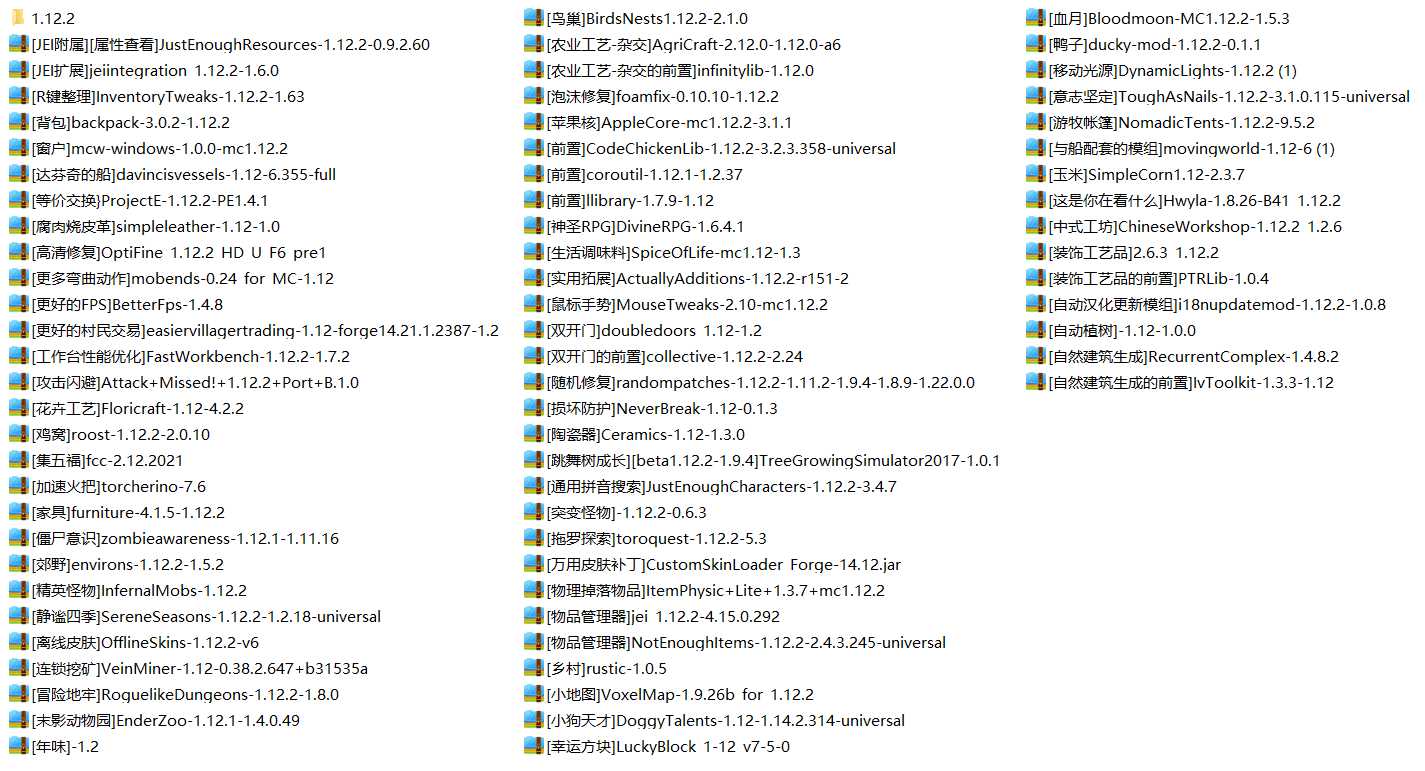 1.12.2
[JEI附属][属性查看]JustEnoughResources-1.12.2-0.9.2.60
[JEI扩展]jeiintegration_1.12.2-1.6.0
[R键整理]InventoryTweaks-1.12.2-1.63
[背包]backpack-3.0.2-1.12.2
[窗户]mcw-windows-1.0.0-mc1.12.2
[达芬奇的船]davincisvessels-1.12-6.355-full
[等价交换}ProjectE-1.12.2-PE1.4.1
[腐肉烧皮革]simpleleather-1.12-1.0
[高清修复]OptiFine_1.12.2_HD_U_F6_pre1
[更多弯曲动作]mobends-0.24_for_MC-1.12
[更好的FPS]BetterFps-1.4.8
[更好的村民交易]easiervillagertrading-1.12-forge14.21.1.2387-1.2
[工作台性能优化]FastWorkbench-1.12.2-1.7.2
[攻击闪避]Attack+Missed!+1.12.2+Port+B.1.0
[花卉工艺]Floricraft-1.12-4.2.2
[鸡窝]roost-1.12.2-2.0.10
[集五福]fcc-2.12.2021
[加速火把]torcherino-7.6
[家具]furniture-4.1.5-1.12.2
[僵尸意识]zombieawareness-1.12.1-1.11.16
[郊野]environs-1.12.2-1.5.2
[精英怪物]InfernalMobs-1.12.2
[静谧四季]SereneSeasons-1.12.2-1.2.18-universal
[离线皮肤]OfflineSkins-1.12.2-v6
[连锁挖矿]VeinMiner-1.12-0.38.2.647+b31535a
[冒险地牢]RoguelikeDungeons-1.12.2-1.8.0
[末影动物园]EnderZoo-1.12.1-1.4.0.49
[年味]-1.2
[鸟巢]BirdsNests1.12.2-2.1.0
[农业工艺-杂交]AgriCraft-2.12.0-1.12.0-a6
[农业工艺-杂交的前置]infinitylib-1.12.0
[泡沫修复]foamfix-0.10.10-1.12.2
[苹果核]AppleCore-mc1.12.2-3.1.1
[前置]CodeChickenLib-1.12.2-3.2.3.358-universal
[前置]coroutil-1.12.1-1.2.37
[前置]llibrary-1.7.9-1.12
[神圣RPG]DivineRPG-1.6.4.1
[生活调味料]SpiceOfLife-mc1.12-1.3
[实用拓展]ActuallyAdditions-1.12.2-r151-2
[鼠标手势]MouseTweaks-2.10-mc1.12.2
[双开门]doubledoors_1.12-1.2
[双开门的前置]collective-1.12.2-2.24
[随机修复]randompatches-1.12.2-1.11.2-1.9.4-1.8.9-1.22.0.0
[损坏防护]NeverBreak-1.12-0.1.3
[陶瓷器]Ceramics-1.12-1.3.0
[跳舞树成长][beta1.12.2-1.9.4]TreeGrowingSimulator2017-1.0.1
[通用拼音搜索]JustEnoughCharacters-1.12.2-3.4.7
[突变怪物]-1.12.2-0.6.3
[拖罗探索]toroquest-1.12.2-5.3
[万用皮肤补丁]CustomSkinLoader_Forge-14.12.jar
[物理掉落物品]ItemPhysic+Lite+1.3.7+mc1.12.2
[物品管理器]jei_1.12.2-4.15.0.292
[物品管理器]NotEnoughItems-1.12.2-2.4.3.245-universal
[乡村]rustic-1.0.5
[小地图]VoxelMap-1.9.26b_for_1.12.2
[小狗天才]DoggyTalents-1.12-1.14.2.314-universal
[幸运方块]LuckyBlock_1-12_v7-5-0
[血月]Bloodmoon-MC1.12.2-1.5.3
[鸭子]ducky-mod-1.12.2-0.1.1
[移动光源]DynamicLights-1.12.2 (1)
[意志坚定]ToughAsNails-1.12.2-3.1.0.115-universal
[游牧帐篷]NomadicTents-1.12.2-9.5.2
[与船配套的模组]movingworld-1.12-6 (1)
[玉米]SimpleCorn1.12-2.3.7
[这是你在看什么]Hwyla-1.8.26-B41_1.12.2
[中式工坊]ChineseWorkshop-1.12.2_1.2.6
[装饰工艺品]2.6.3_1.12.2
[装饰工艺品的前置]PTRLib-1.0.4
[自动汉化更新模组]i18nupdatemod-1.12.2-1.0.8
[自动植树]-1.12-1.0.0
[自然建筑生成]RecurrentComplex-1.4.8.2
[自然建筑生成的前置]IvToolkit-1.3.3-1.12